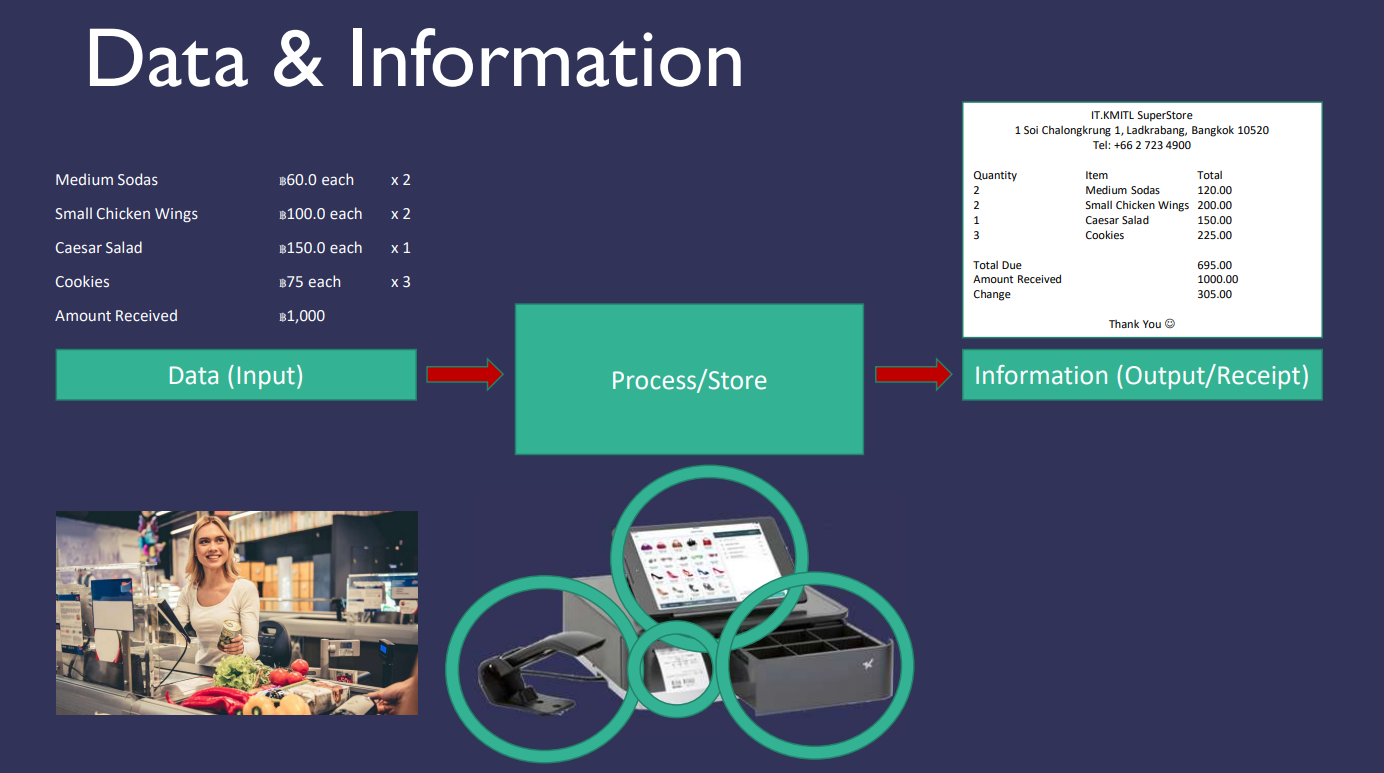 Data & Information
Medium Sodas ฿60.0 each x 2
Small Chicken Wings ฿100.0 each x 2
Caesar Salad ฿150.0 each x 1
Cookies ฿75 each x 3
Amount Received ฿1,000
Data (Input)
Process/Store
IT.KMITL SuperStore
1 Soi Chalongkrung 1, Ladkrabang, Bangkok 10520
Tel: +66 2 723 4900
Quantity Item Total
2 Medium Sodas 120.00
2 Small Chicken Wings 200.00
1 Caesar Salad 150.00
3 Cookies 225.00
Total Due 695.00
Amount Received 1000.00
Change 305.00
Thank You ☺
Information (Output/Receipt)